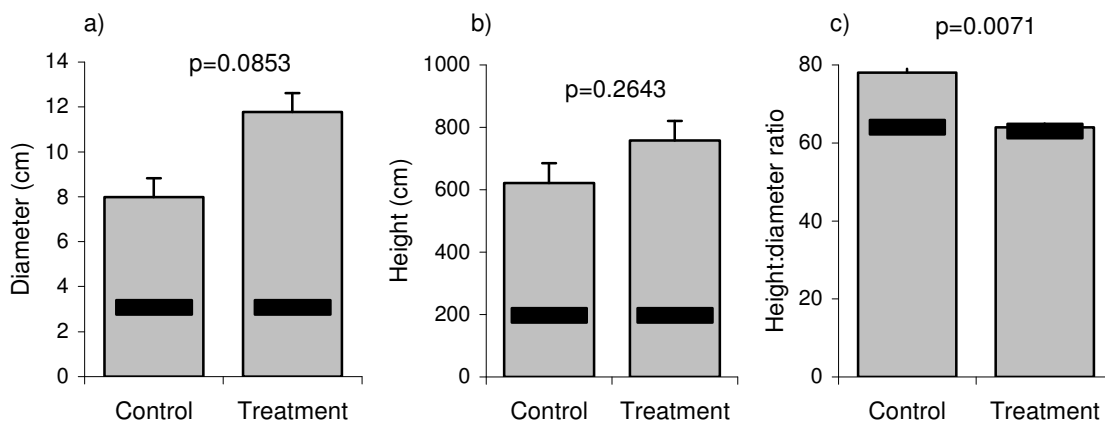 a)
p=0.0853
14
12
10
8
6
4
2
0
Diameter (cm)
Control
Treatment
b)
p=0.2643
1000
800
600
400
200
0
Height (cm)
Control
Treatment
c)
p=0.0071
80
60
40
20
0
Height:diameter ratio
Control
Treatment